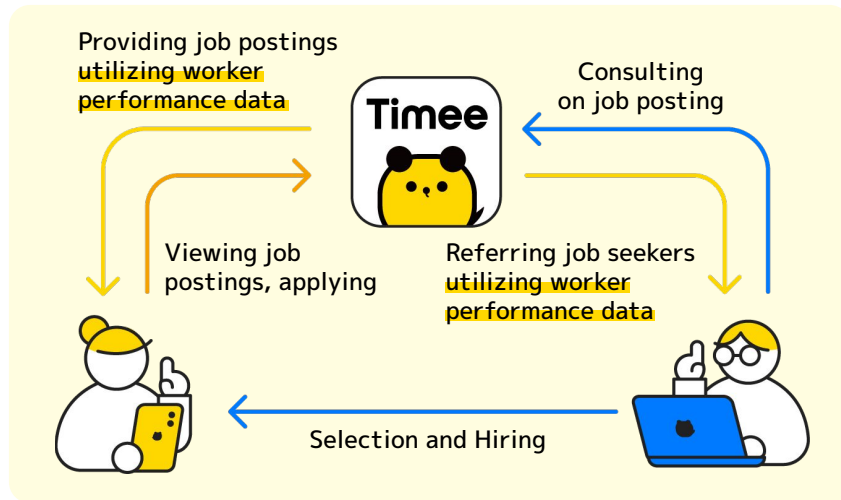 Providing job postings
utilizing worker
performance data
Timee
Consulting
on job posting
Viewing job
postings, applying
Referring job seekers
utilizing worker
performance data
Selection and Hiring